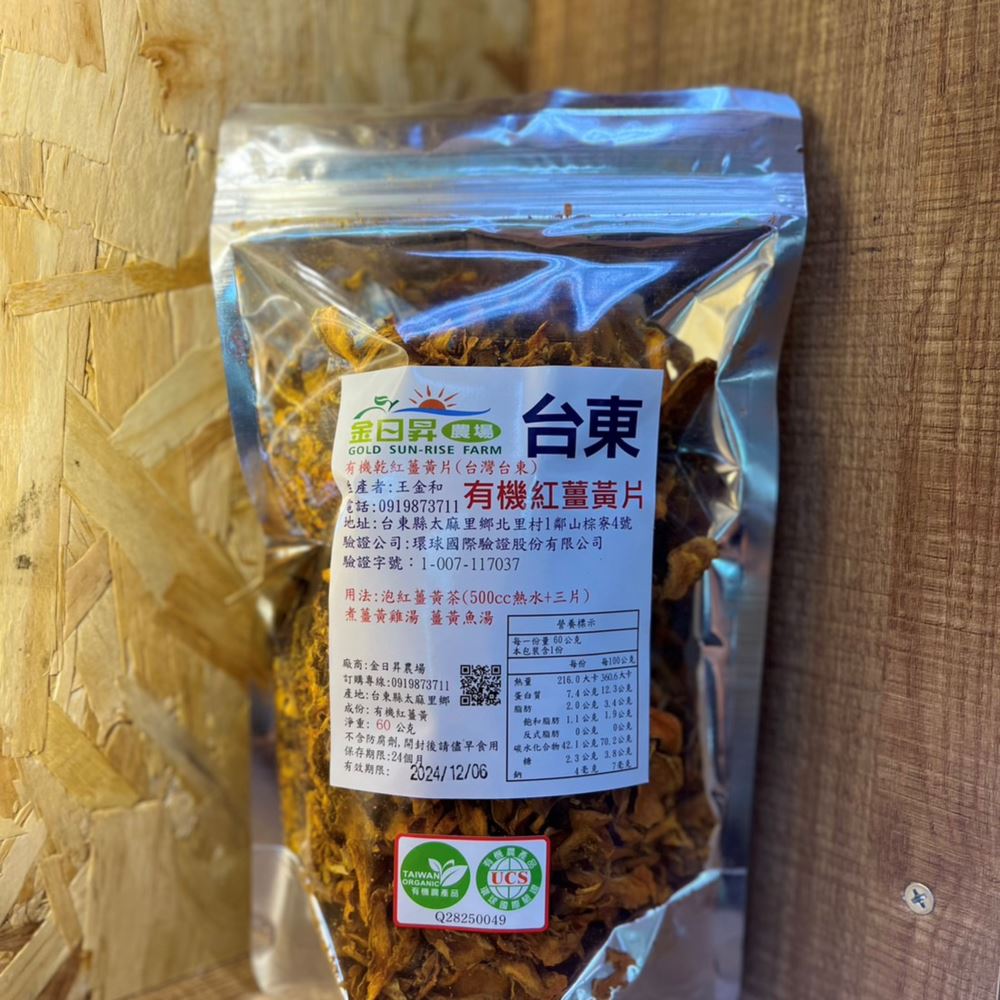 金日昇農場
GOLD SUN-RISE FARM
台東
有機乾紅薑黃片(台灣台東)
有機紅薑黃片
生產者:王金和
電話:0919873711
地址:台東縣太麻里鄉北里村1鄰山棕寮4號
驗證公司:環球國際驗證股份有限公司
驗證字號：1-007-117037
用法:泡紅薑黃茶(500cc熱水+三片)
煮薑黃雞湯 薑黃魚湯
廠商:金日昇農場
訂購專線:0919873711
產地:台東縣太麻里鄉
成份:有機紅薑黃
淨重: 60 公克
不含防腐劑,開封後請儘早食用
保存期限:24個月
有效期限: 2024/12/06
營養標示
每一份量 60 公克
本包裝含1份
每份 每100公克
熱量 216.0 大卡 360.6 大卡
蛋白質 7.4 公克 12.3 公克
脂肪 2.0 公克 3.4 公克
飽和脂肪 1.1 公克 1.9 公克
反式脂肪 0 公克 0 公克
碳水化合物 42.1 公克 70.2 公克
糖 2.3 公克 3.8 公克
鈉 4 毫克 7 毫克
TAIWAN
ORGANIC
有機農產品
有機農產品
UCS
環球國際驗證
Q28250049